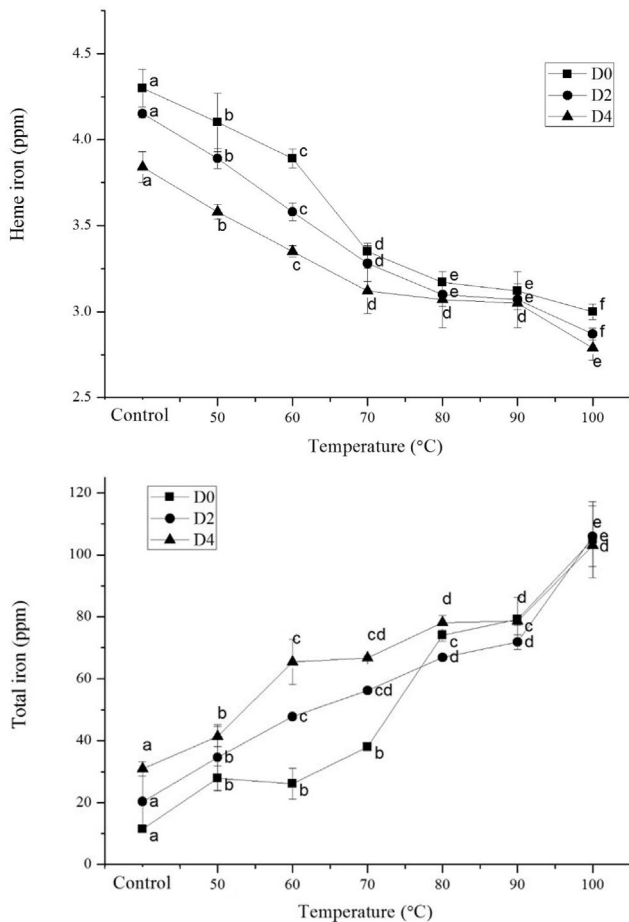 4.5
4.0
3.5
3.0
2.5
Heme iron (ppm)
D0
D2
D4
a
b
c
d
e
e
f
a
b
c
d
e
e
f
a
b
c
d
d
d
e
Control
50
60
70
80
90
100
Temperature (°C)
120
100
80
60
40
20
0
Total iron (ppm)
D0
D2
D4
a
b
c
cd
d
d
e
a
b
c
cd
d
d
e
a
b
b
b
c
c
d
Control
50
60
70
80
90
100
Temperature (°C)